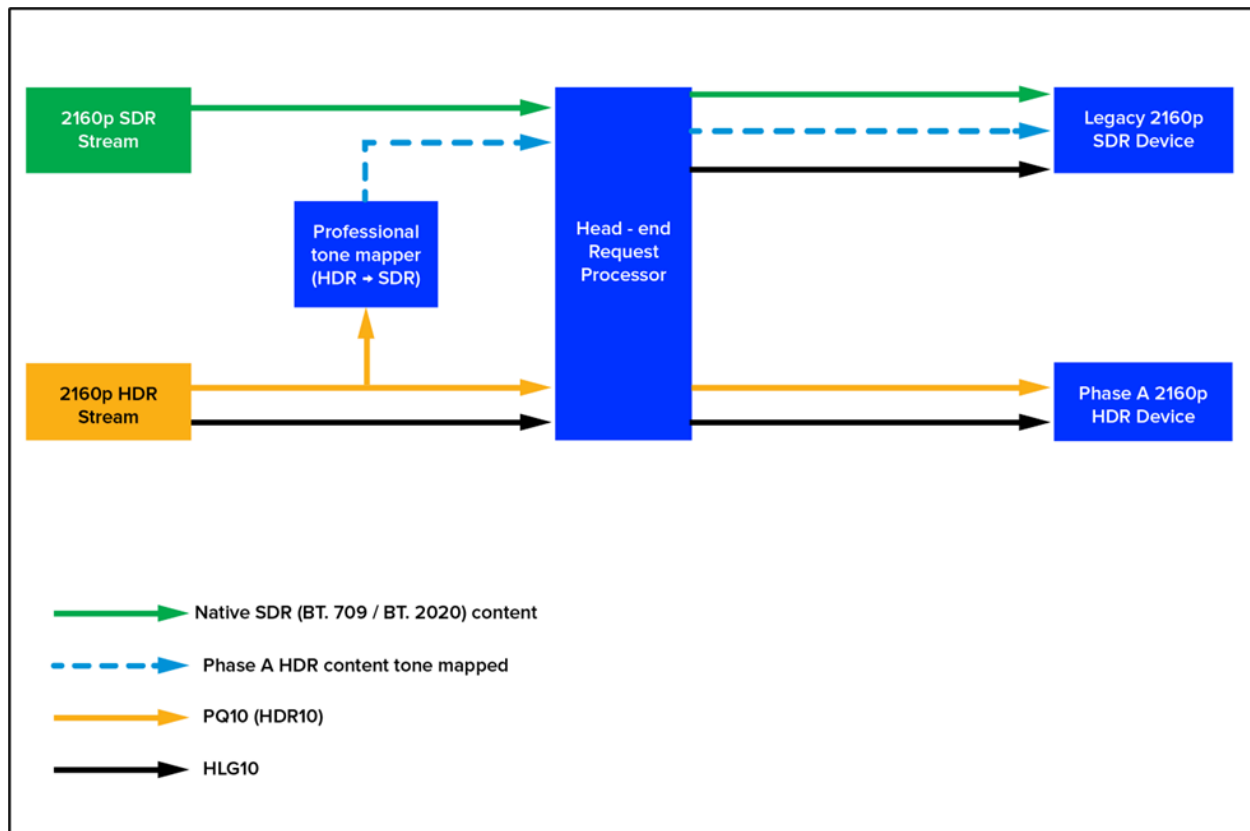 2160p SDR
Stream
Legacy 2160p
SDR Device
Professional
tone mapper
(HDR → SDR)
Head - end
Request
Processor
2160p HDR
Stream
Phase A 2160p
HDR Device
Native SDR (BT. 709 / BT. 2020) content
Phase A HDR content tone mapped
PQ10 (HDR10)
HLG10